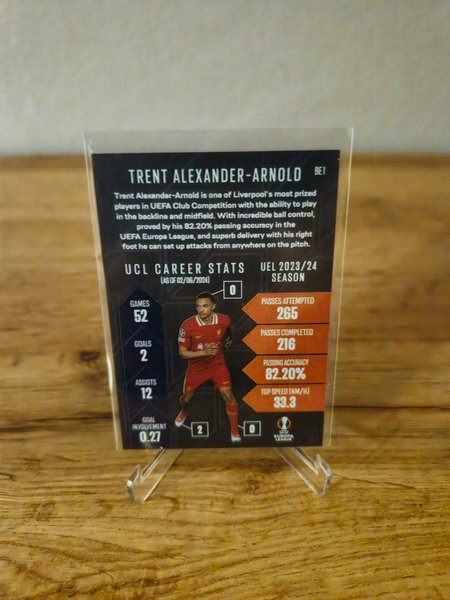 TRENT ALEXANDER-ARNOLD
BE1
Trent Alexander-Arnold is one of Liverpool's most prized
players in UEFA Club Competition with the ability to play
in the backline and midfield. With incredible ball control,
proved by his 82.20% passing accuracy in the
UEFA Europa League, and superb delivery with his right
foot he can set up attacks from anywhere on the pitch.
UCL CAREER STATS
(AS OF 02/06/2024)
GAMES
52
GOALS
2
ASSISTS
12
GOAL
INVOLVEMENT
0.27
0
2
0
UEL 2023/24
SEASON
PASSES ATTEMPTED
265
PASSES COMPLETED
216
PASSING ACCURACY
82.20%
TOP SPEED (KM/H)
33.3
UEFA
EUROPA
LEAGUE